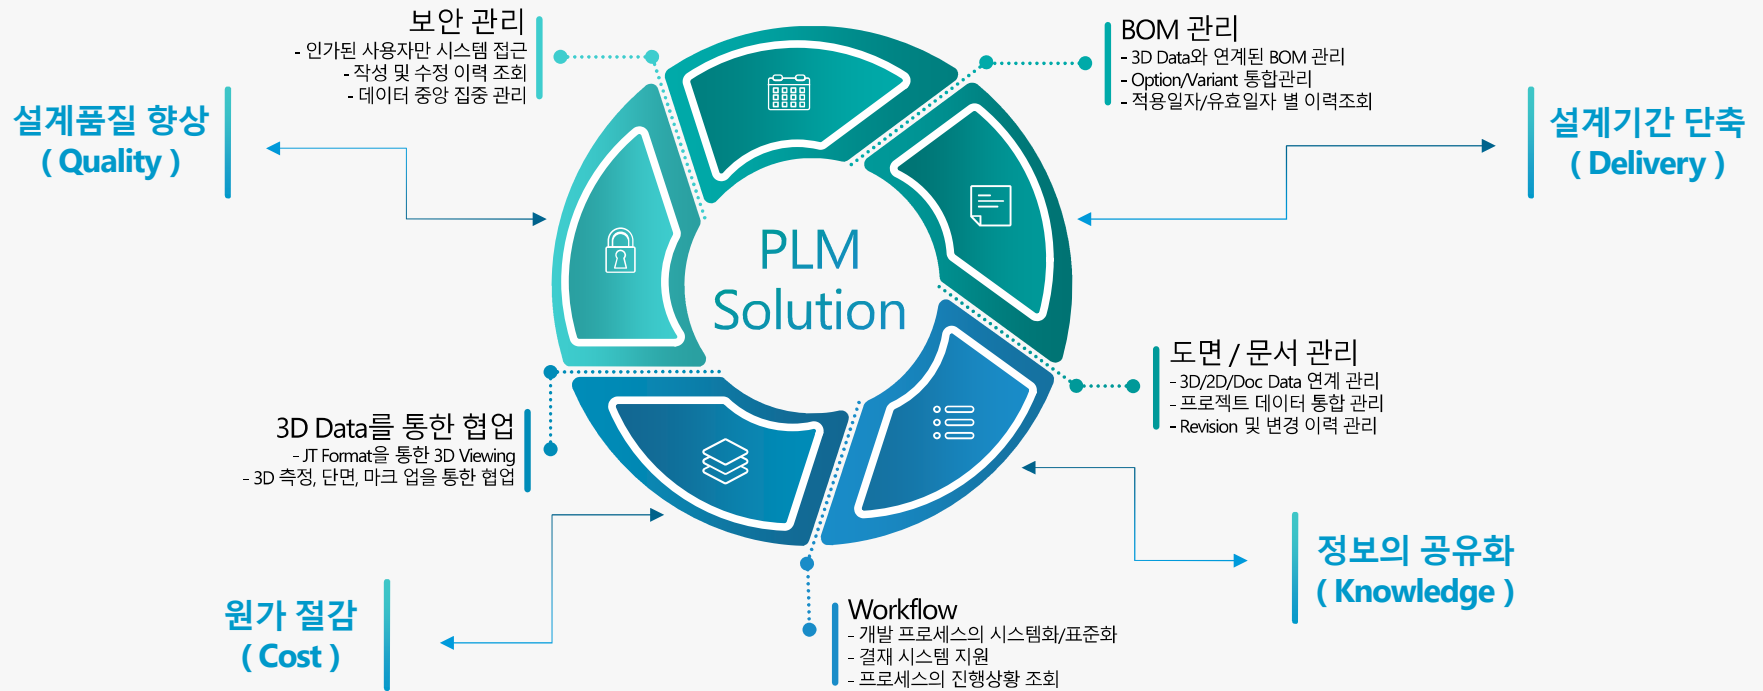 보안 관리
- 인가된 사용자만 시스템 접근
- 작성 및 수정 이력 조회
- 데이터 중앙 집중 관리
BOM 관리
- 3D Data와 연계된 BOM 관리
- Option/Variant 통합관리
- 적용일자/유효일자 별 이력조회
설계품질 향상
( Quality )
설계기간 단축
( Delivery )
PLM
Solution
도면 / 문서 관리
- 3D/2D/Doc Data 연계 관리
- 프로젝트 데이터 통합 관리
- Revision 및 변경 이력 관리
3D Data를 통한 협업
- JT Format을 통한 3D Viewing
- 3D 측정, 단면, 마크 업을 통한 협업
정보의 공유화
( Knowledge )
원가 절감
( Cost )
Workflow
- 개발 프로세스의 시스템화/표준화
- 결재 시스템 지원
- 프로세스의 진행상황 조회